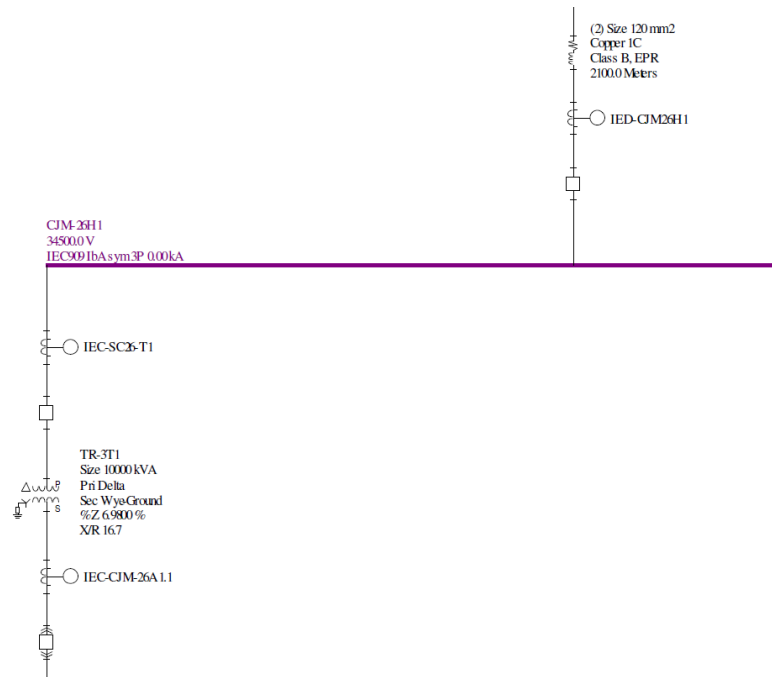 (2) Size 120 mm2
Copper 1C
Class B, EPR
2100.0 Meters
IED-CJM26H1
CJM-26H1
34500.0 V
IEC909 IbAsym3P 0.00 kA
IEC-SC26-T1
TR-3T1
Size 10000 kVA
Pri Delta
Sec Wye-Ground
%Z 6.9800 %
X/R 16.7
P
S
IEC-CJM-26A1.1